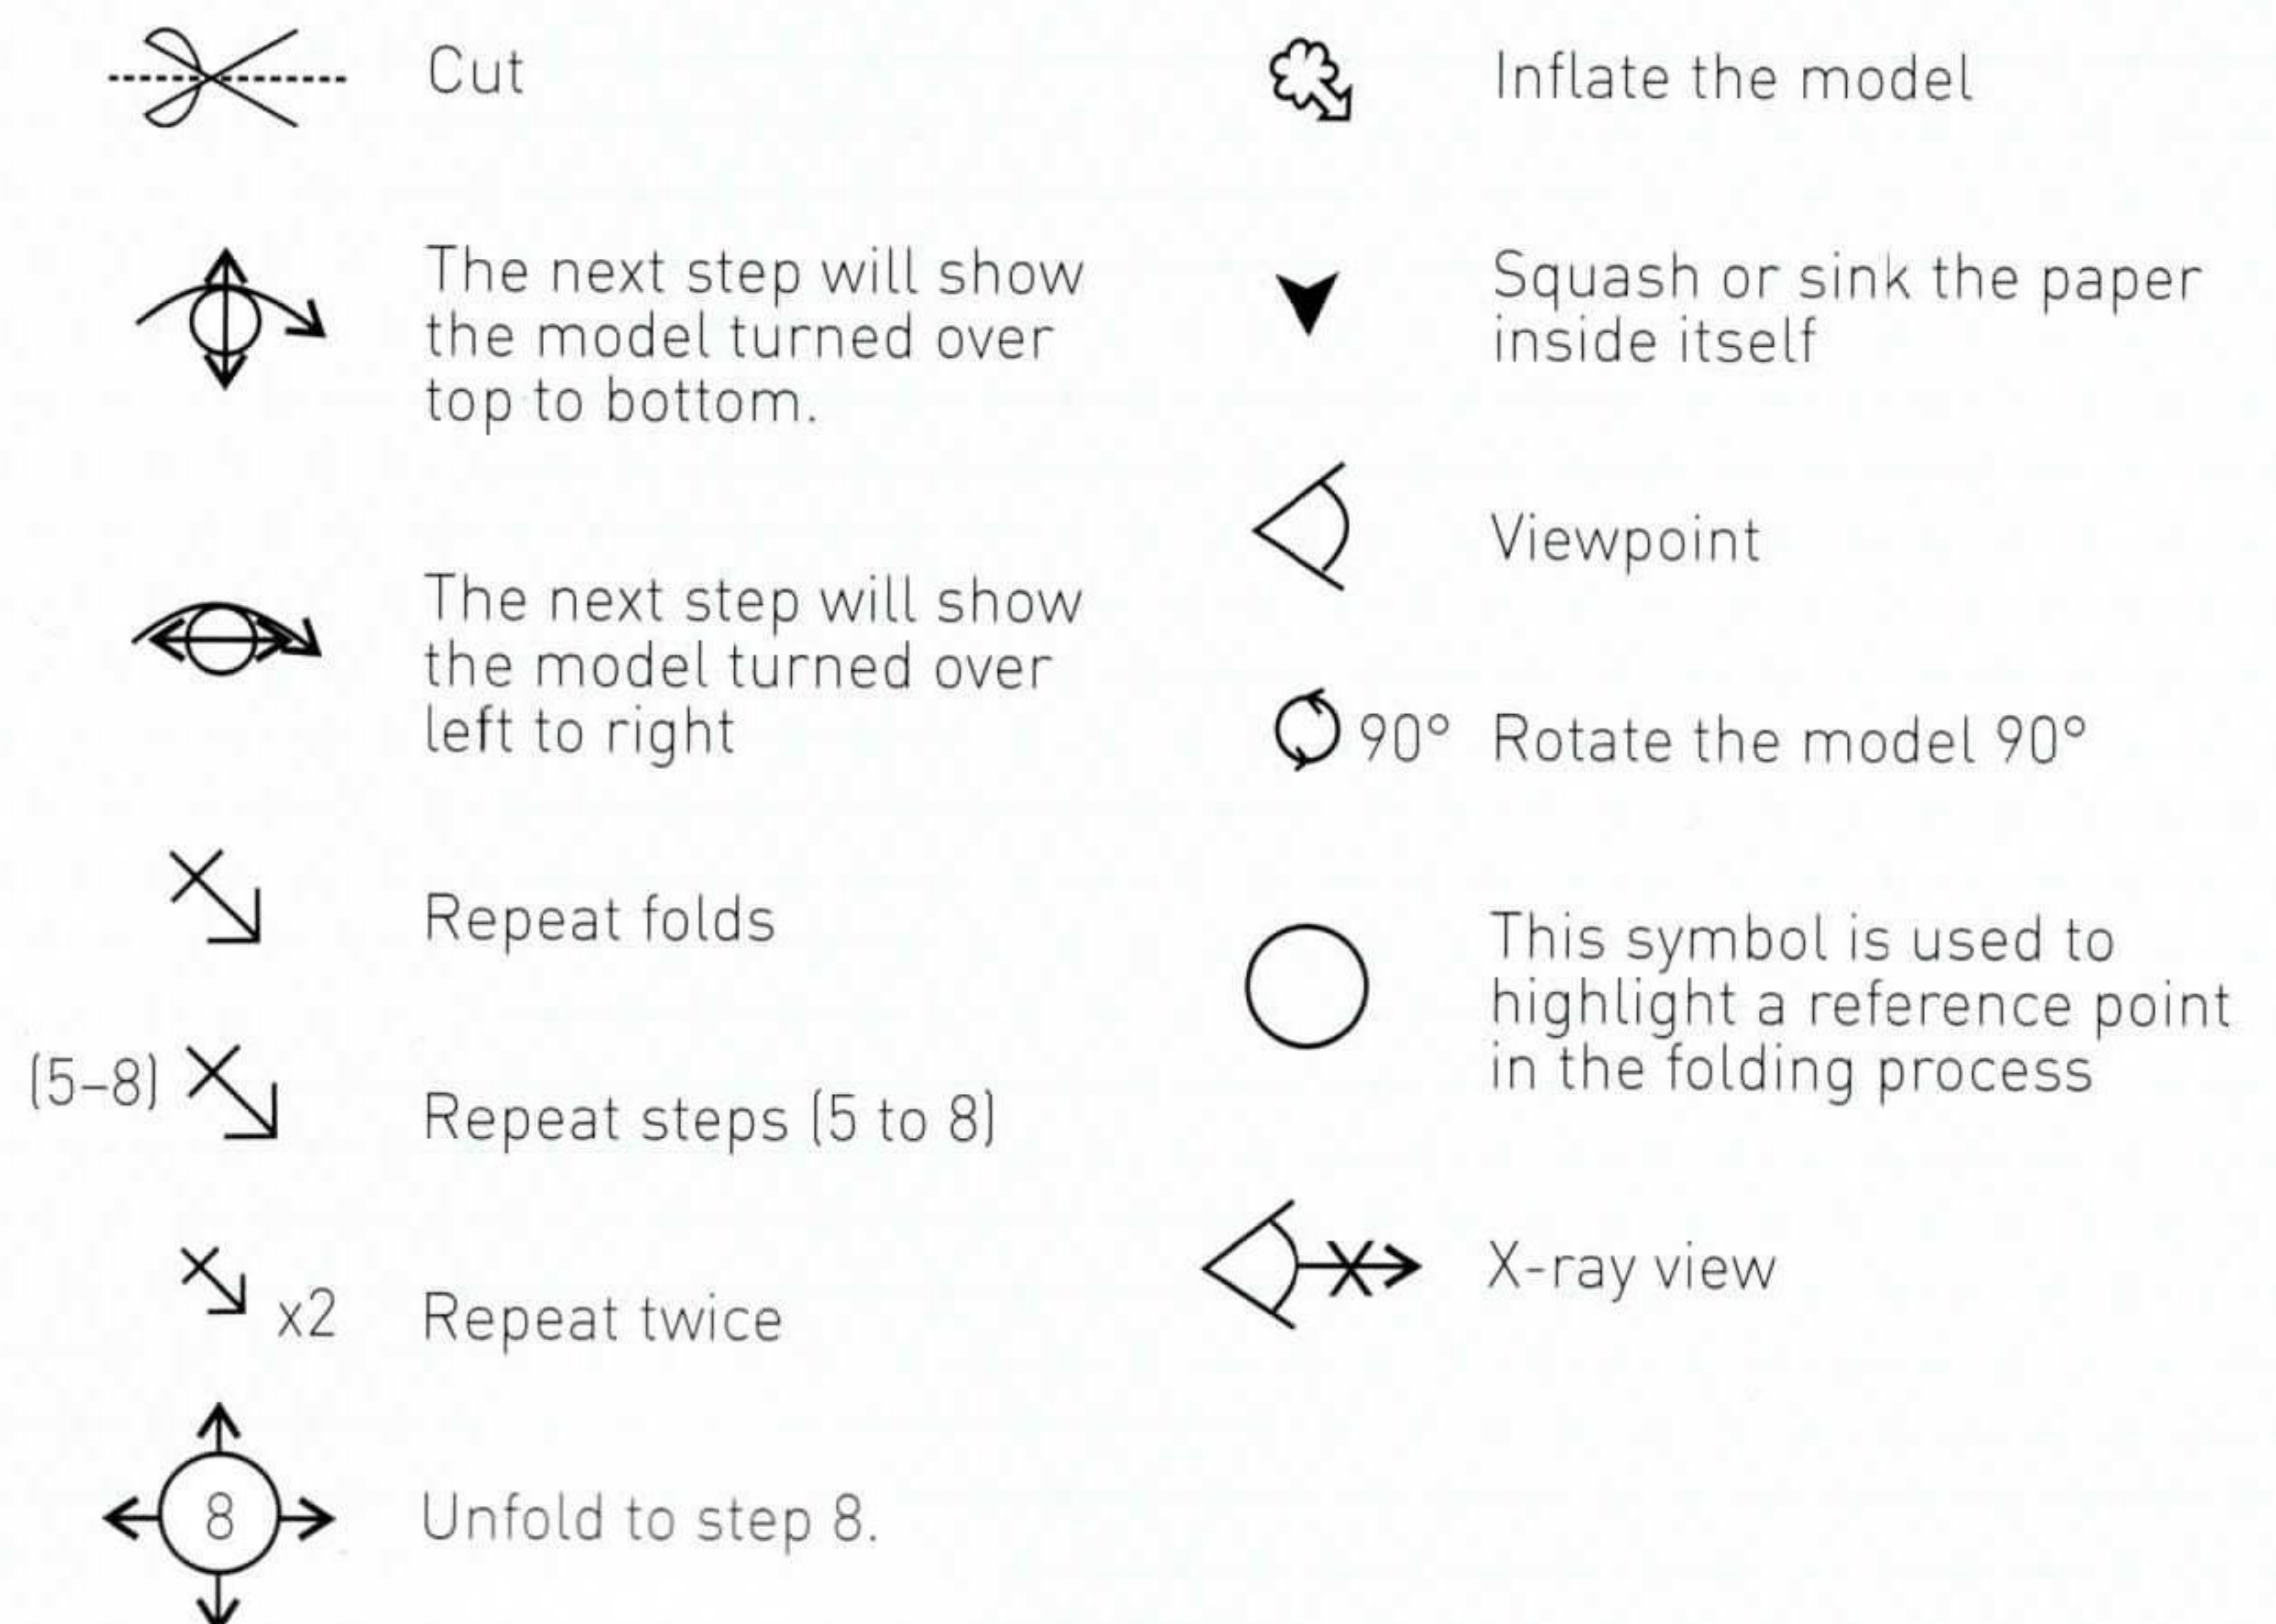 Cut
The next step will show
the model turned over
top to bottom.
The next step will show
the model turned over
left to right
Repeat folds
(5–8)
Repeat steps (5 to 8)
x2
Repeat twice
8
Unfold to step 8.
Inflate the model
Squash or sink the paper
inside itself
Viewpoint
90° Rotate the model 90°
This symbol is used to
highlight a reference point
in the folding process
X-ray view